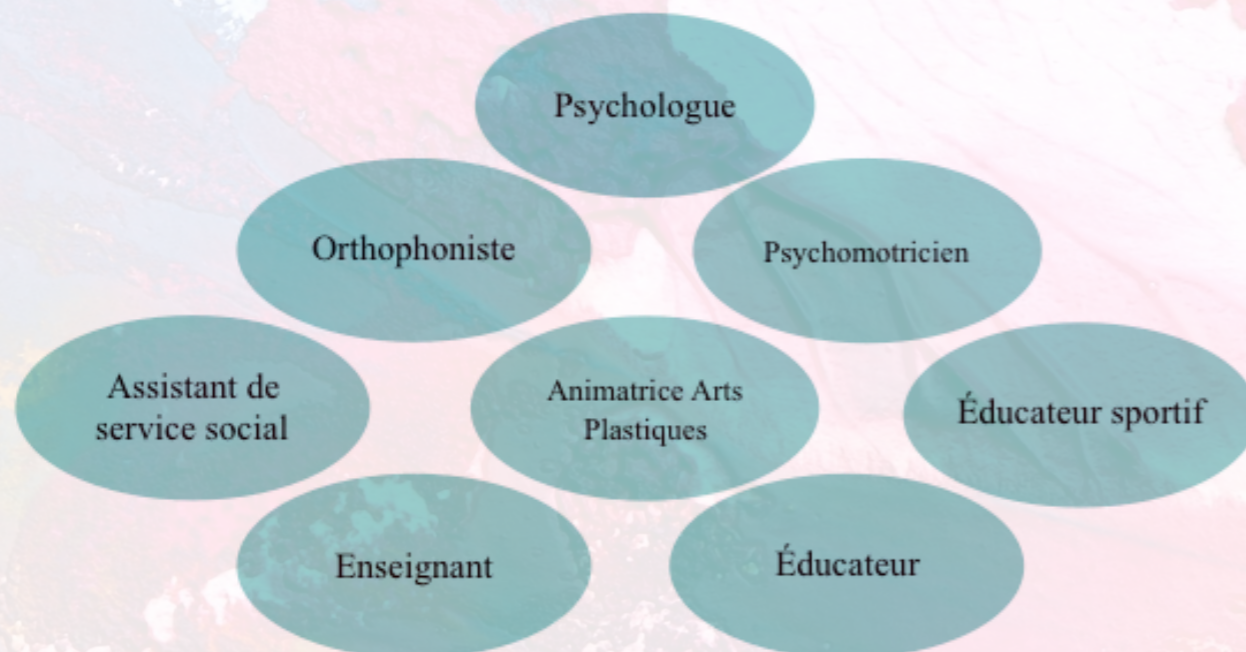 Psychologue
Orthophoniste
Psychomotricien
Assistant de
service social
Animatrice Arts
Plastiques
Éducateur sportif
Enseignant
Éducateur